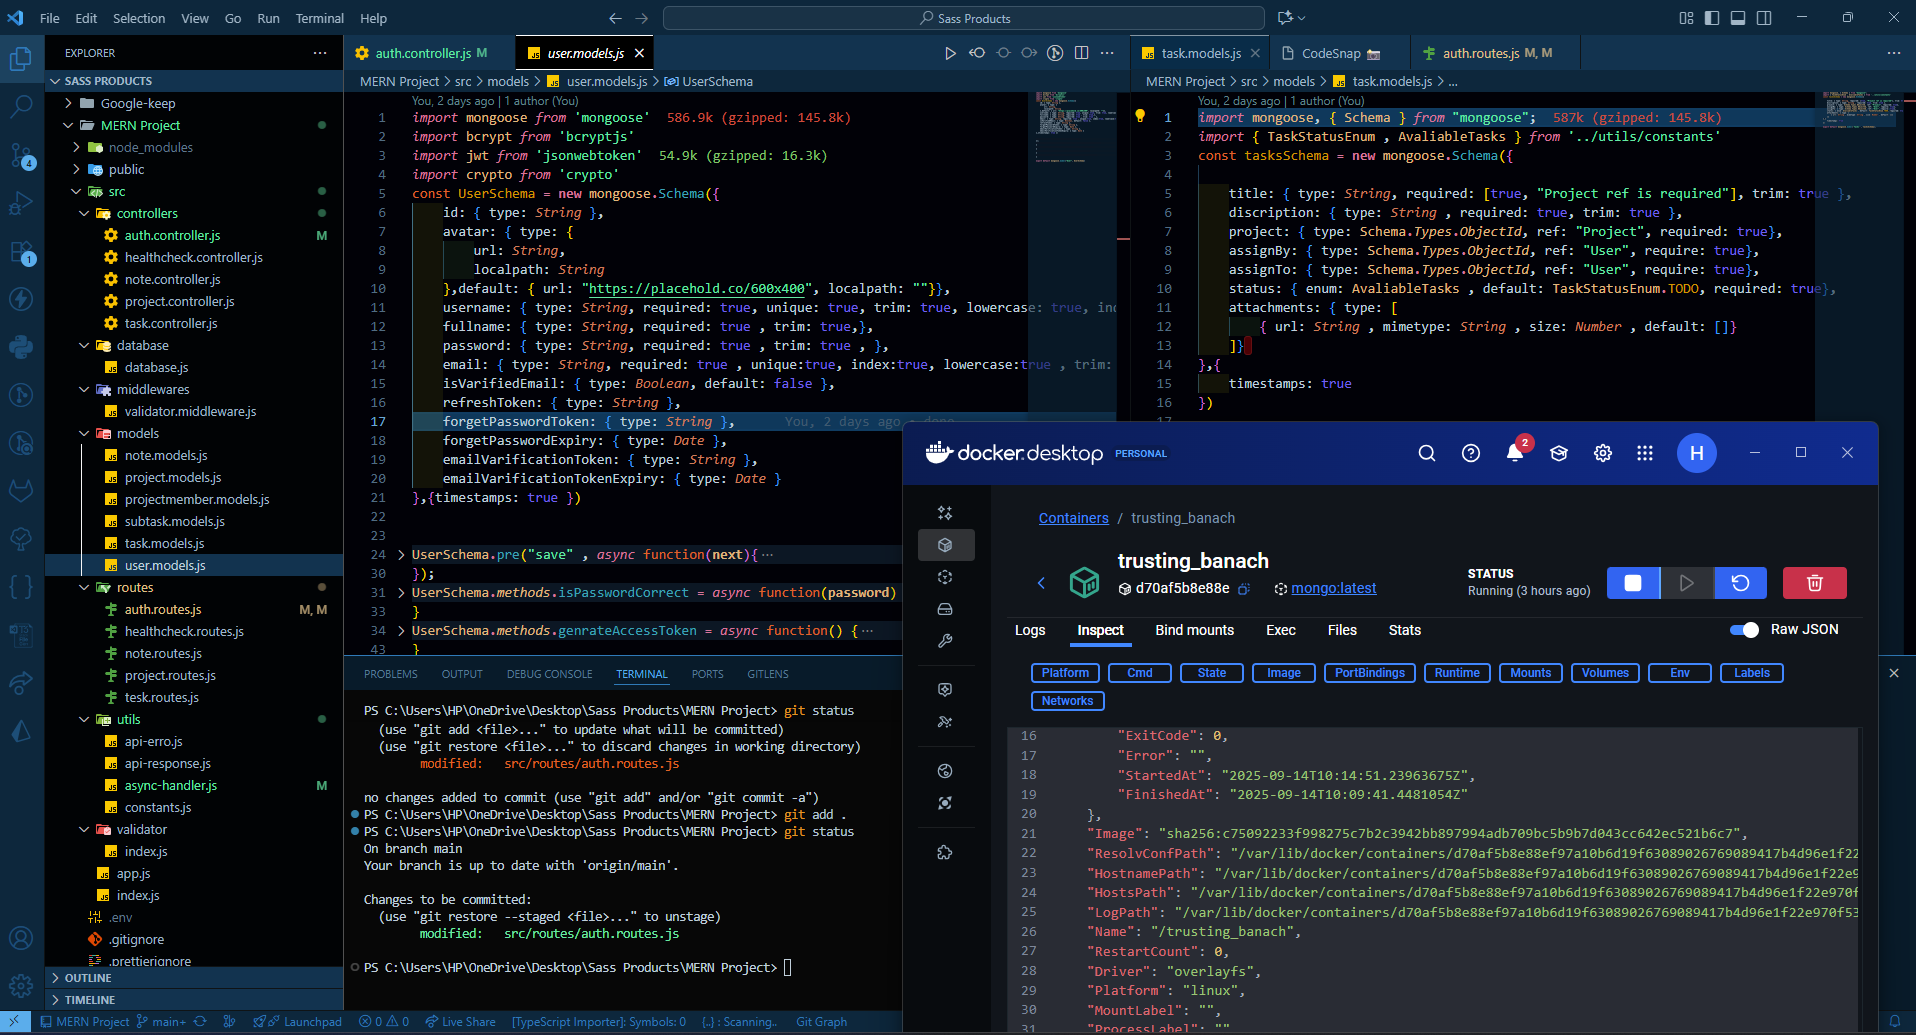 File Edit Selection View Go Run Terminal Help
Sass Products
EXPLORER
SASS PRODUCTS
Google-keep
MERN Project
node_modules
public
src
controllers
auth.controller.js M
healthcheck.controller.js
note.controller.js
project.controller.js
task.controller.js
database
database.js
middlewares
validator.middleware.js
models
note.models.js
project.models.js
projectmember.models.js
subtask.models.js
task.models.js
user.models.js
routes
auth.routes.js M, M
healthcheck.routes.js
note.routes.js
project.routes.js
tesk.routes.js
utils
api-erro.js
api-response.js
async-handler.js M
constants.js
validator
index.js
app.js
index.js
.env
.gitignore
.prettierignore
OUTLINE
TIMELINE
4
1
auth.controller.js M
user.models.js
MERN Project > src > models > user.models.js > UserSchema
You, 2 days ago | 1 author (You)
1 import mongoose from 'mongoose' 586.9k (gzipped: 145.8k)
2 import bcrypt from 'bcryptjs'
3 import jwt from 'jsonwebtoken' 54.9k (gzipped: 16.3k)
4 import crypto from 'crypto'
5 const UserSchema = new mongoose.Schema({
6 id: { type: String },
7 avatar: { type: {
8 url: String,
9 localpath: String
10 },default: { url: "https://placehold.co/600x400", localpath: ""}},
11 username: { type: String, required: true, unique: true, trim: true, lowercase: true, ind
12 fullname: { type: String, required: true , trim: true,},
13 password: { type: String, required: true , trim: true , },
14 email: { type: String, required: true , unique:true, index:true, lowercase:true , trim:
15 isVarifiedEmail: { type: Boolean, default: false },
16 refreshToken: { type: String },
17 forgetPasswordToken: { type: String }, You, 2 days ago • done
18 forgetPasswordExpiry: { type: Date },
19 emailVarificationToken: { type: String },
20 emailVarificationTokenExpiry: { type: Date }
21 },{timestamps: true })
22
23
24 > UserSchema.pre("save" , async function(next){ ···
30 });
31 > UserSchema.methods.isPasswordCorrect = async function(password)
33 }
34 > UserSchema.methods.genrateAccessToken = async function() { ···
43 }
task.models.js
CodeSnap
auth.routes.js M, M
MERN Project > src > models > task.models.js > ...
You, 2 days ago | 1 author (You)
1 import mongoose, { Schema } from "mongoose"; 587k (gzipped: 145.8k)
2 import { TaskStatusEnum , AvaliableTasks } from '../utils/constants'
3 const tasksSchema = new mongoose.Schema({
4
5 title: { type: String, required: [true, "Project ref is required"], trim: true },
6 discription: { type: String , required: true, trim: true },
7 project: { type: Schema.Types.ObjectId, ref: "Project", required: true},
8 assignBy: { type: Schema.Types.ObjectId, ref: "User", require: true},
9 assignTo: { type: Schema.Types.ObjectId, ref: "User", require: true},
10 status: { enum: AvaliableTasks , default: TaskStatusEnum.TODO, required: true},
11 attachments: { type: [
12 { url: String , mimetype: String , size: Number , default: []}
13 ]}
14 },{
15 timestamps: true
16 })
17
PROBLEMS OUTPUT DEBUG CONSOLE TERMINAL PORTS GITLENS
PS C:\Users\HP\OneDrive\Desktop\Sass Products\MERN Project> git status
(use "git add <file>..." to update what will be committed)
(use "git restore <file>..." to discard changes in working directory)
modified: src/routes/auth.routes.js
no changes added to commit (use "git add" and/or "git commit -a")
PS C:\Users\HP\OneDrive\Desktop\Sass Products\MERN Project> git add .
PS C:\Users\HP\OneDrive\Desktop\Sass Products\MERN Project> git status
On branch main
Your branch is up to date with 'origin/main'.
Changes to be committed:
(use "git restore --staged <file>..." to unstage)
modified: src/routes/auth.routes.js
PS C:\Users\HP\OneDrive\Desktop\Sass Products\MERN Project>
docker.desktop PERSONAL
2
H
Containers / trusting_banach
trusting_banach
d70af5b8e88e
mongo:latest
STATUS
Running (3 hours ago)
Logs Inspect Bind mounts Exec Files Stats
Raw JSON
Platform Cmd State Image PortBindings Runtime Mounts Volumes Env Labels
Networks
16 "ExitCode": 0,
17 "Error": "",
18 "StartedAt": "2025-09-14T10:14:51.23963675Z",
19 "FinishedAt": "2025-09-14T10:09:41.4481054Z"
20 },
21 "Image": "sha256:c75092233f998275c7b2c3942bb897994adb709bc5b9b7d043cc642ec521b6c7",
22 "ResolvConfPath": "/var/lib/docker/containers/d70af5b8e88ef97a10b6d19f63089026769089417b4d96e1f22
23 "HostnamePath": "/var/lib/docker/containers/d70af5b8e88ef97a10b6d19f63089026769089417b4d96e1f22e9
24 "HostsPath": "/var/lib/docker/containers/d70af5b8e88ef97a10b6d19f63089026769089417b4d96e1f22e970f
25 "LogPath": "/var/lib/docker/containers/d70af5b8e88ef97a10b6d19f63089026769089417b4d96e1f22e970f53
26 "Name": "/trusting_banach",
27 "RestartCount": 0,
28 "Driver": "overlayfs",
29 "Platform": "linux",
30 "MountLabel": "",
31 "ProcessLabel": ""
MERN Project main+ Launchpad 0 0 Live Share [TypeScript Importer]: Symbols: 0 {..} : Scanning.. Git Graph